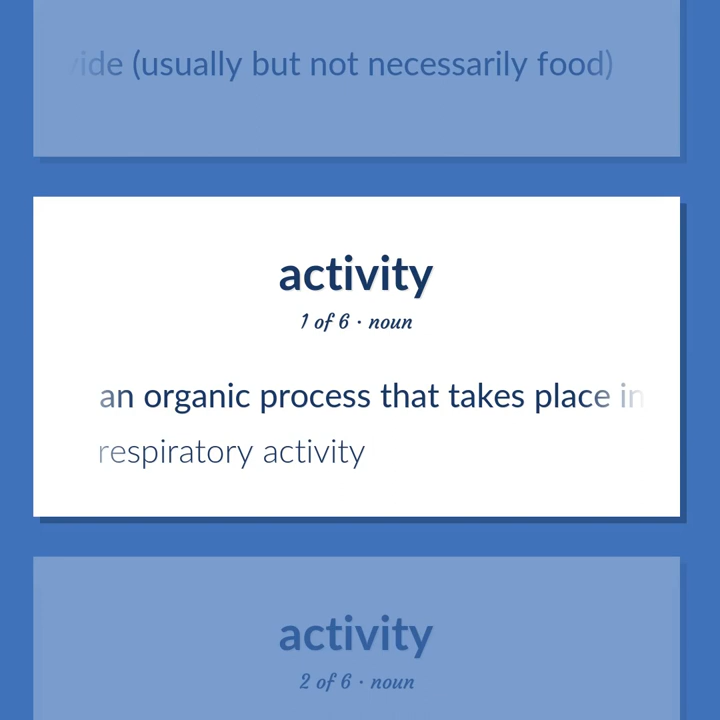 (usually but not necessarily food)
activity
1 of 6 · noun
an organic process that takes place in
respiratory activity
activity
2 of 6 · noun